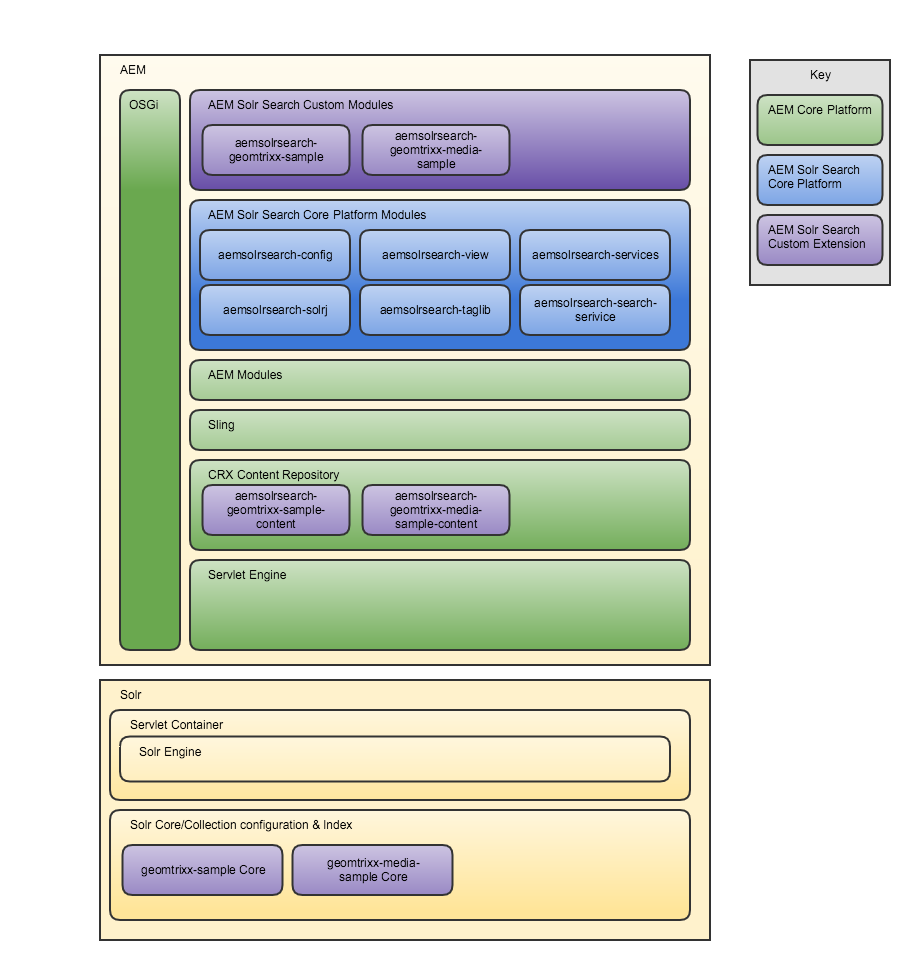 AEM
OSGi
AEM Solr Search Custom Modules
aemsolrsearch-
geomtrixx-sample
aemsolrsearch-
geomtrixx-media-
sample
AEM Solr Search Core Platform Modules
aemsolrsearch-config
aemsolrsearch-view
aemsolrsearch-services
aemsolrsearch-solrj
aemsolrsearch-taglib
aemsolrsearch-search-
serivice
AEM Modules
Sling
CRX Content Repository
aemsolrsearch-
geomtrixx-sample-
content
aemsolrsearch-
geomtrixx-media-
sample-content
Servlet Engine
Solr
Servlet Container
Solr Engine
Solr Core/Collection configuration & Index
geomtrixx-sample Core
geomtrixx-media-
sample Core
Key
AEM Core Platform
AEM Solr Search
Core Platform
AEM Solr Search
Custom Extension